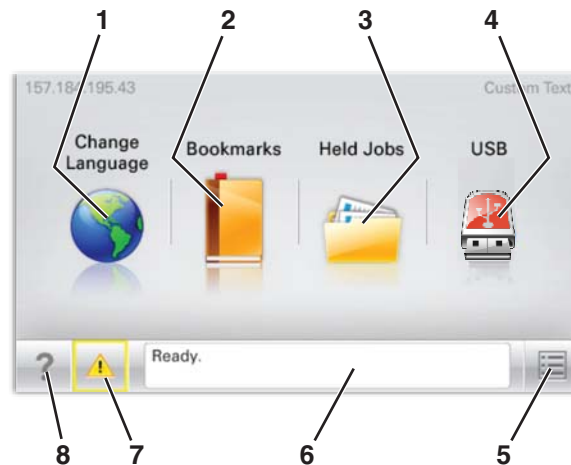 1 2 3 4
157.184.195.43 Custom Text
Change
Language
Bookmarks Held Jobs USB
? Ready.
8 7 6 5